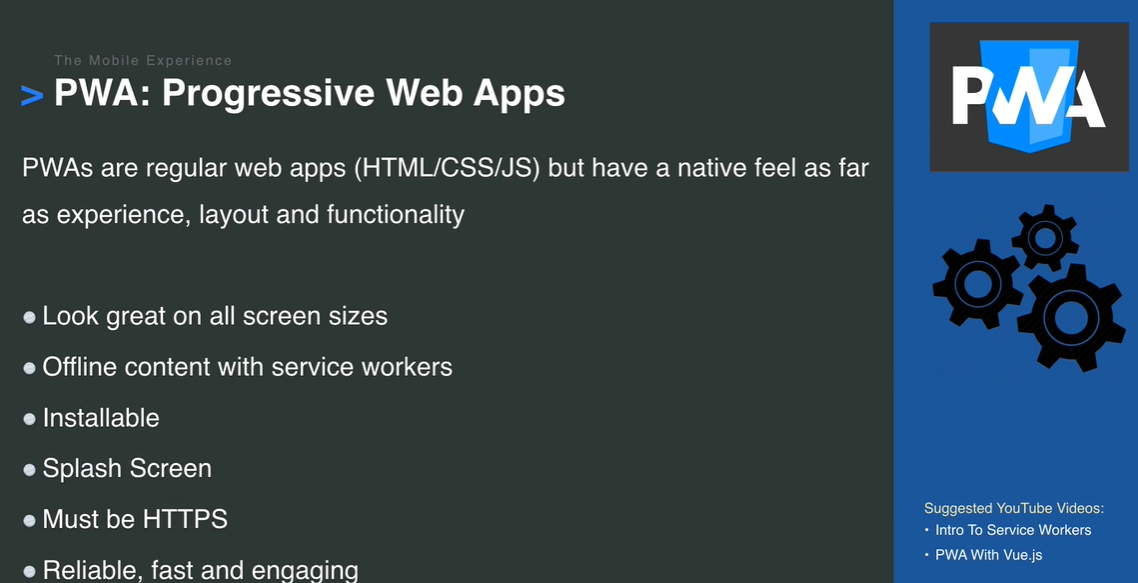 The Mobile Experience
> PWA: Progressive Web Apps
PWAs are regular web apps (HTML/CSS/JS) but have a native feel as far
as experience, layout and functionality
Look great on all screen sizes
Offline content with service workers
Installable
Splash Screen
Must be HTTPS
Reliable, fast and engaging
PWA
Suggested YouTube Videos:
• Intro To Service Workers
• PWA With Vue.js